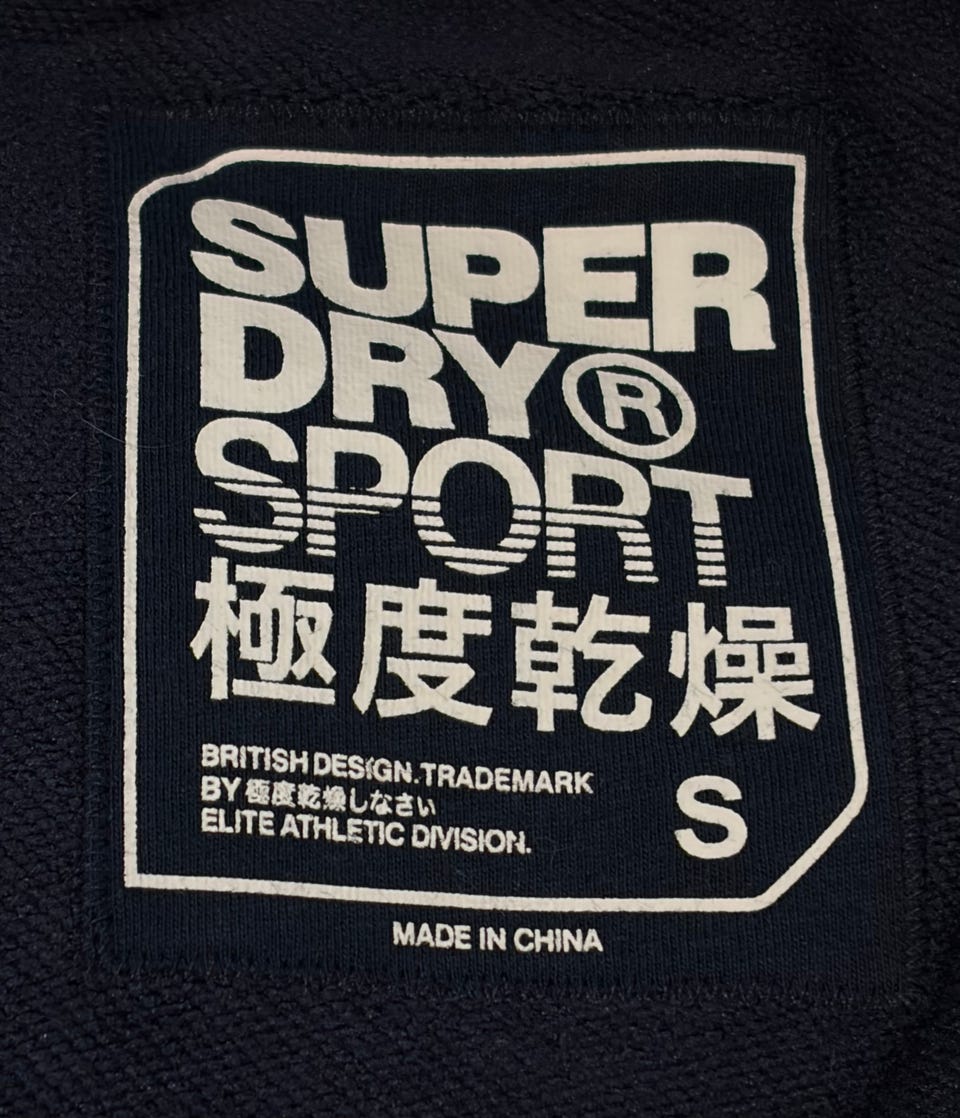 SUPER
DRY®
SPORT
極度乾燥
BRITISH DESIGN.TRADEMARK
BY 極度乾燥しなさい
ELITE ATHLETIC DIVISION.
S
MADE IN CHINA